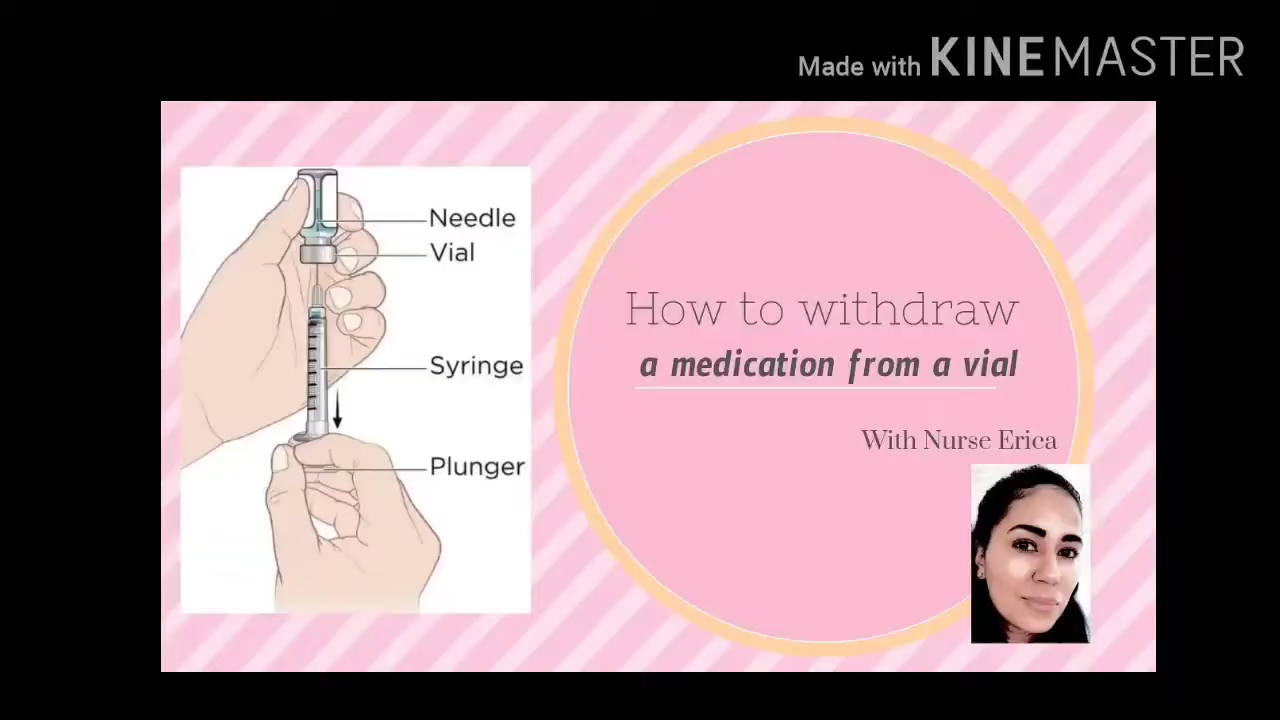 Made with KINEMASTER
Needle
Vial
Syringe
Plunger
How to withdraw
a medication from a vial
With Nurse Erica